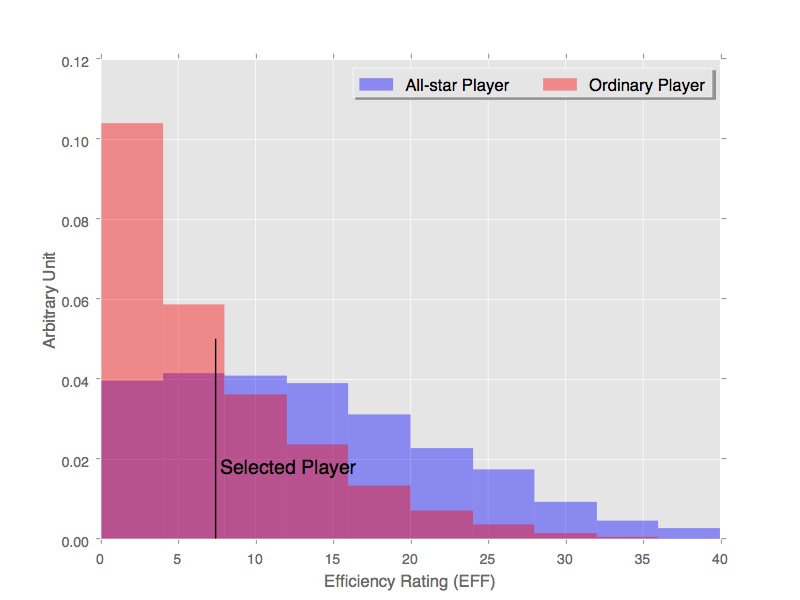 All-star Player Ordinary Player
0.12
0.10
0.08
0.06
0.04
0.02
0.00
Arbitrary Unit
Selected Player
0 5 10 15 20 25 30 35 40
Efficiency Rating (EFF)